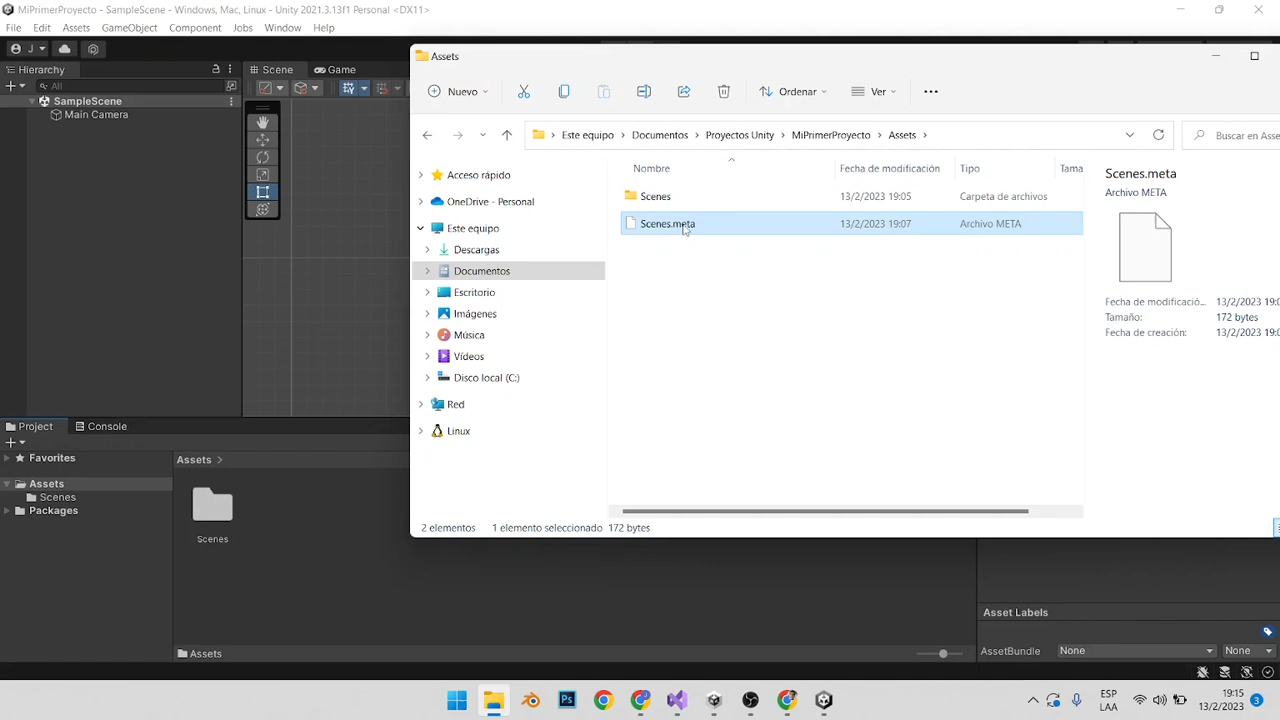 MiPrimerProyecto - SampleScene - Windows, Mac, Linux - Unity 2021.3.13f1 Personal <DX11>
File Edit Assets GameObject Component Jobs Window Help
J
Hierarchy
All
SampleScene
Main Camera
Scene Game
Assets
Nuevo Ordenar Ver
Este equipo Documentos Proyectos Unity MiPrimerProyecto Assets
Buscar en Asse
Acceso rápido
OneDrive - Personal
Este equipo
Descargas
Documentos
Escritorio
Imágenes
Música
Vídeos
Disco local (C:)
Red
Linux
Nombre Fecha de modificación Tipo Tama
Scenes 13/2/2023 19:05 Carpeta de archivos
Scenes.meta 13/2/2023 19:07 Archivo META
Scenes.meta
Archivo META
Fecha de modificació... 13/2/2023 19:0
Tamaño: 172 bytes
Fecha de creación: 13/2/2023 19:0
2 elementos 1 elemento seleccionado 172 bytes
Project Console
Favorites
Assets
Scenes
Packages
Assets
Scenes
Assets
Asset Labels
AssetBundle None None
Ps
ESP
LAA
19:15
13/2/2023
3